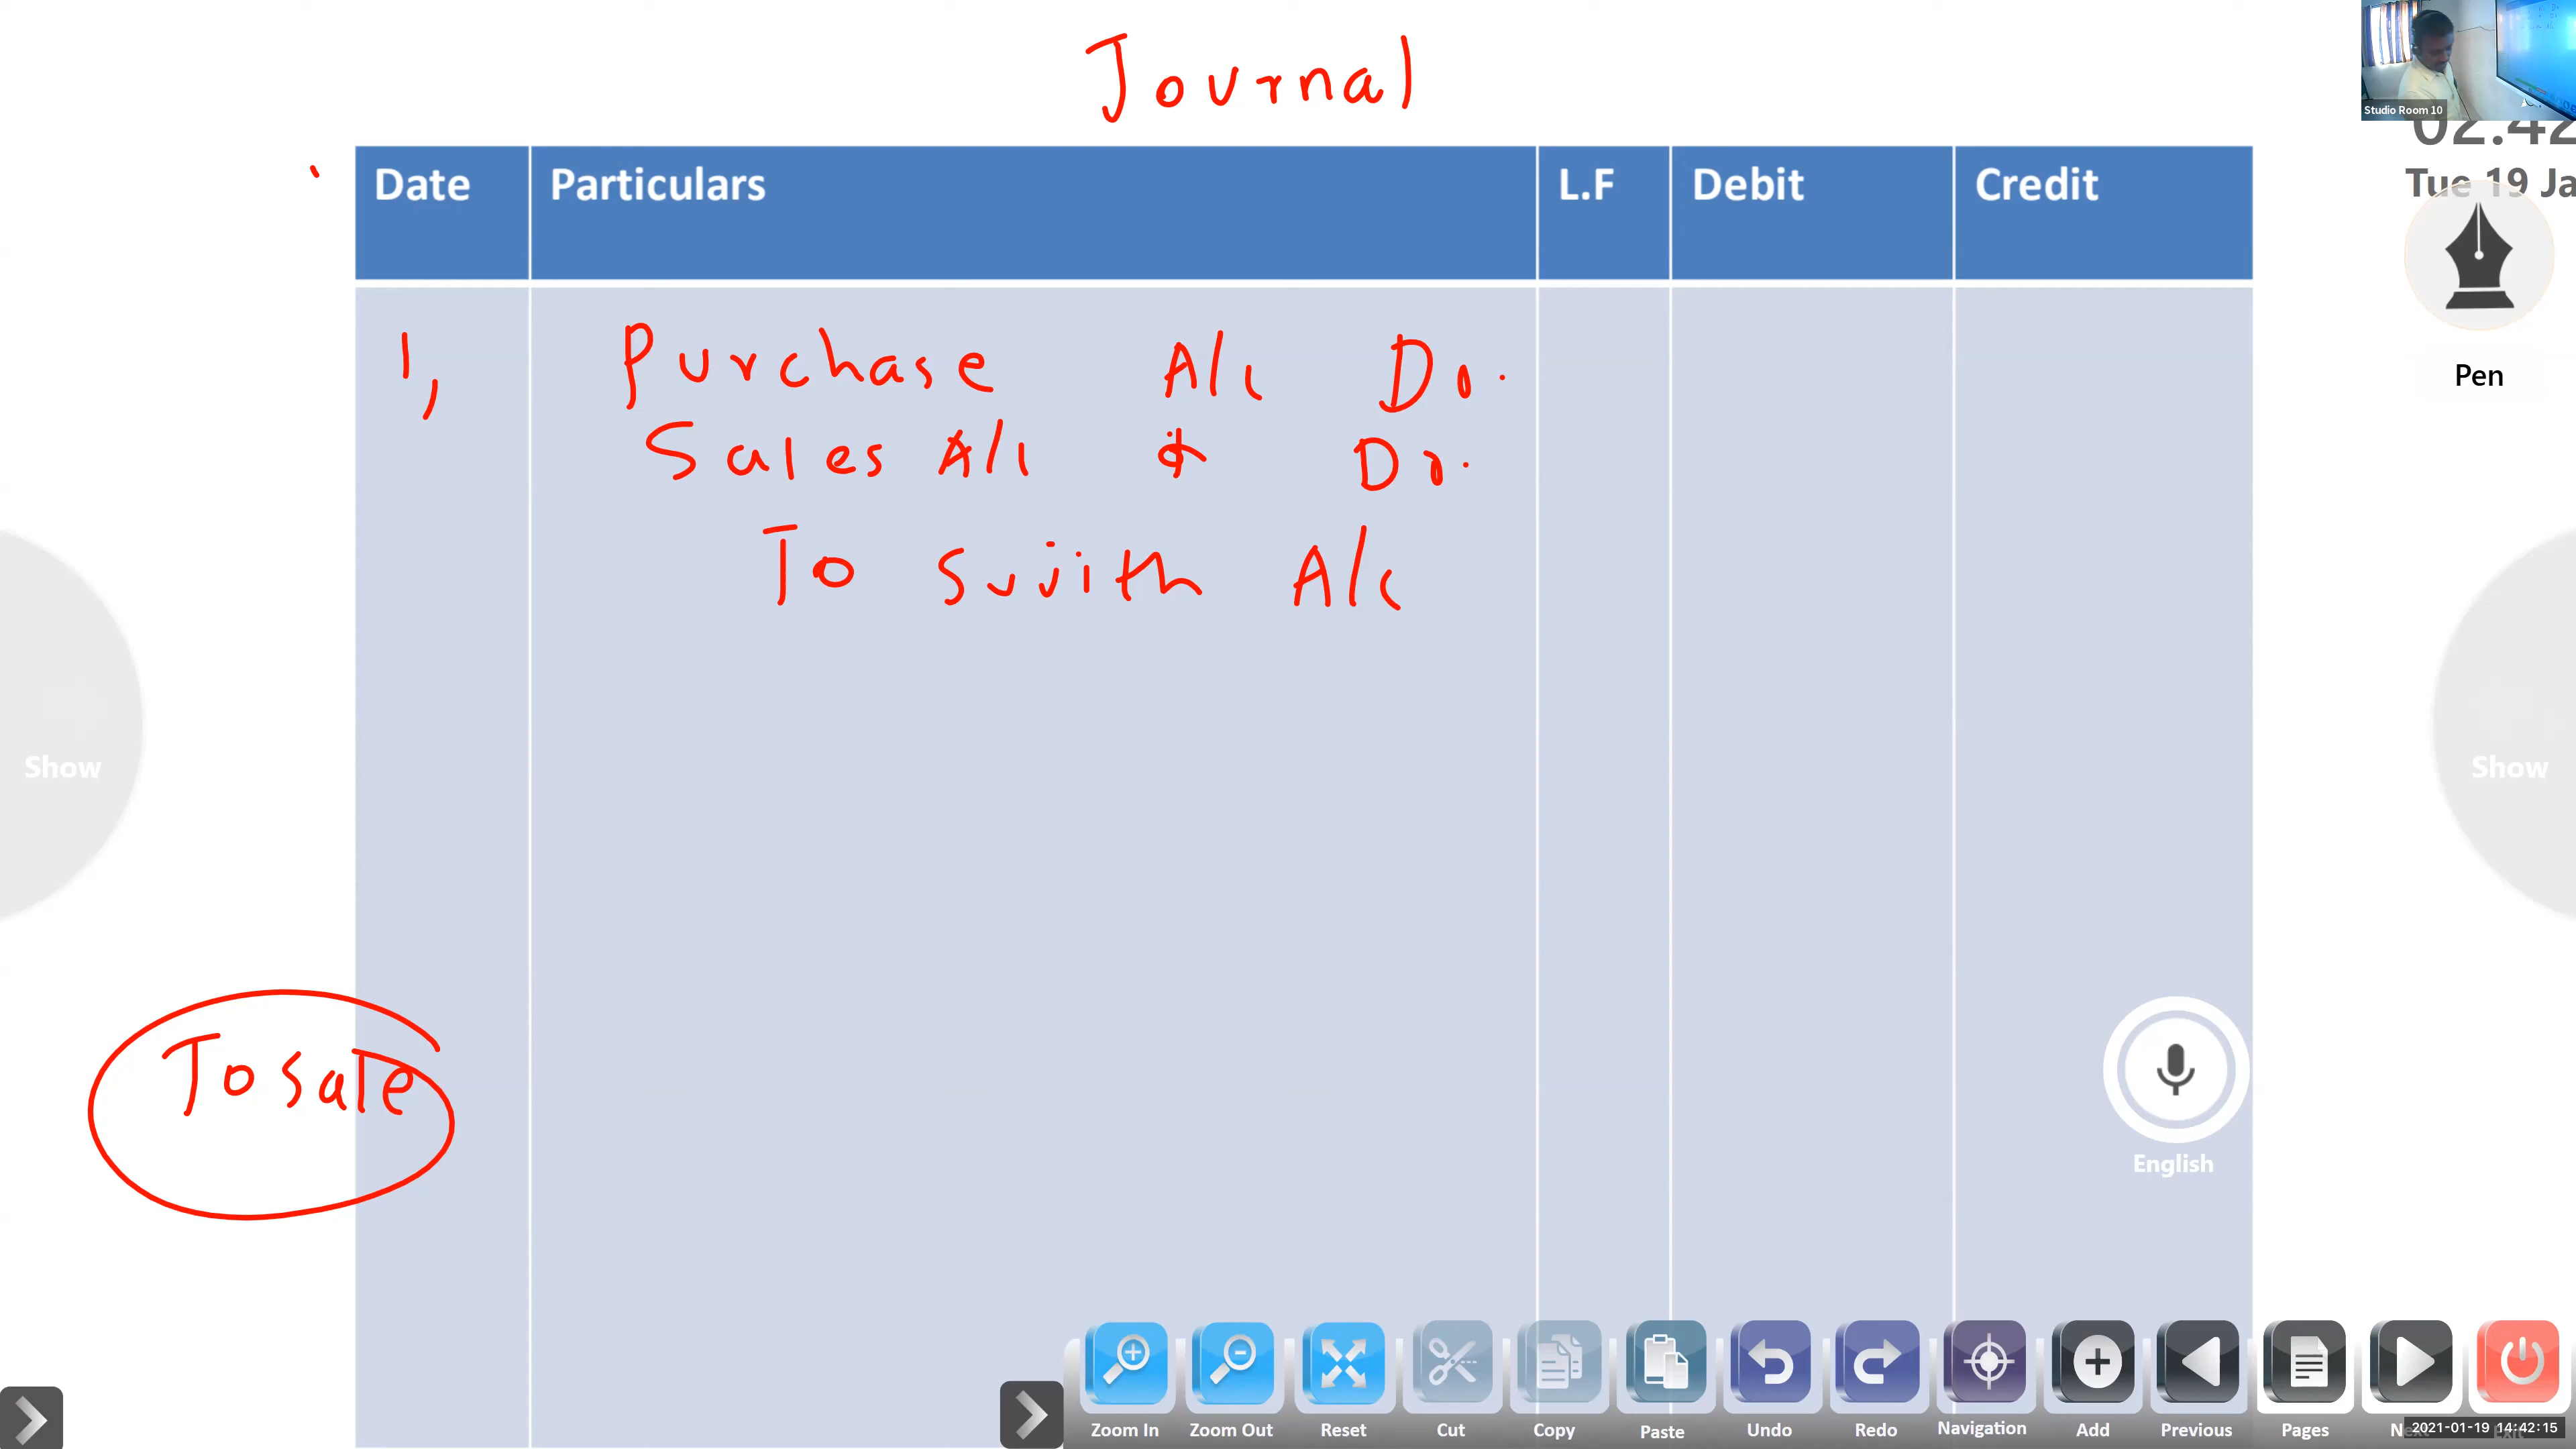 Journal
Studio Room 10
02:42
Tue 19 Ja
Date Particulars L.F Debit Credit
Pen
1, Purchase A/c Dr.
Sales A/c & Dr.
To Sujith A/c
Show Show
To Sale
English
Zoom In Zoom Out Reset Cut Copy Paste Undo Redo Navigation Add Previous Pages
2021-01-19 14:42:15